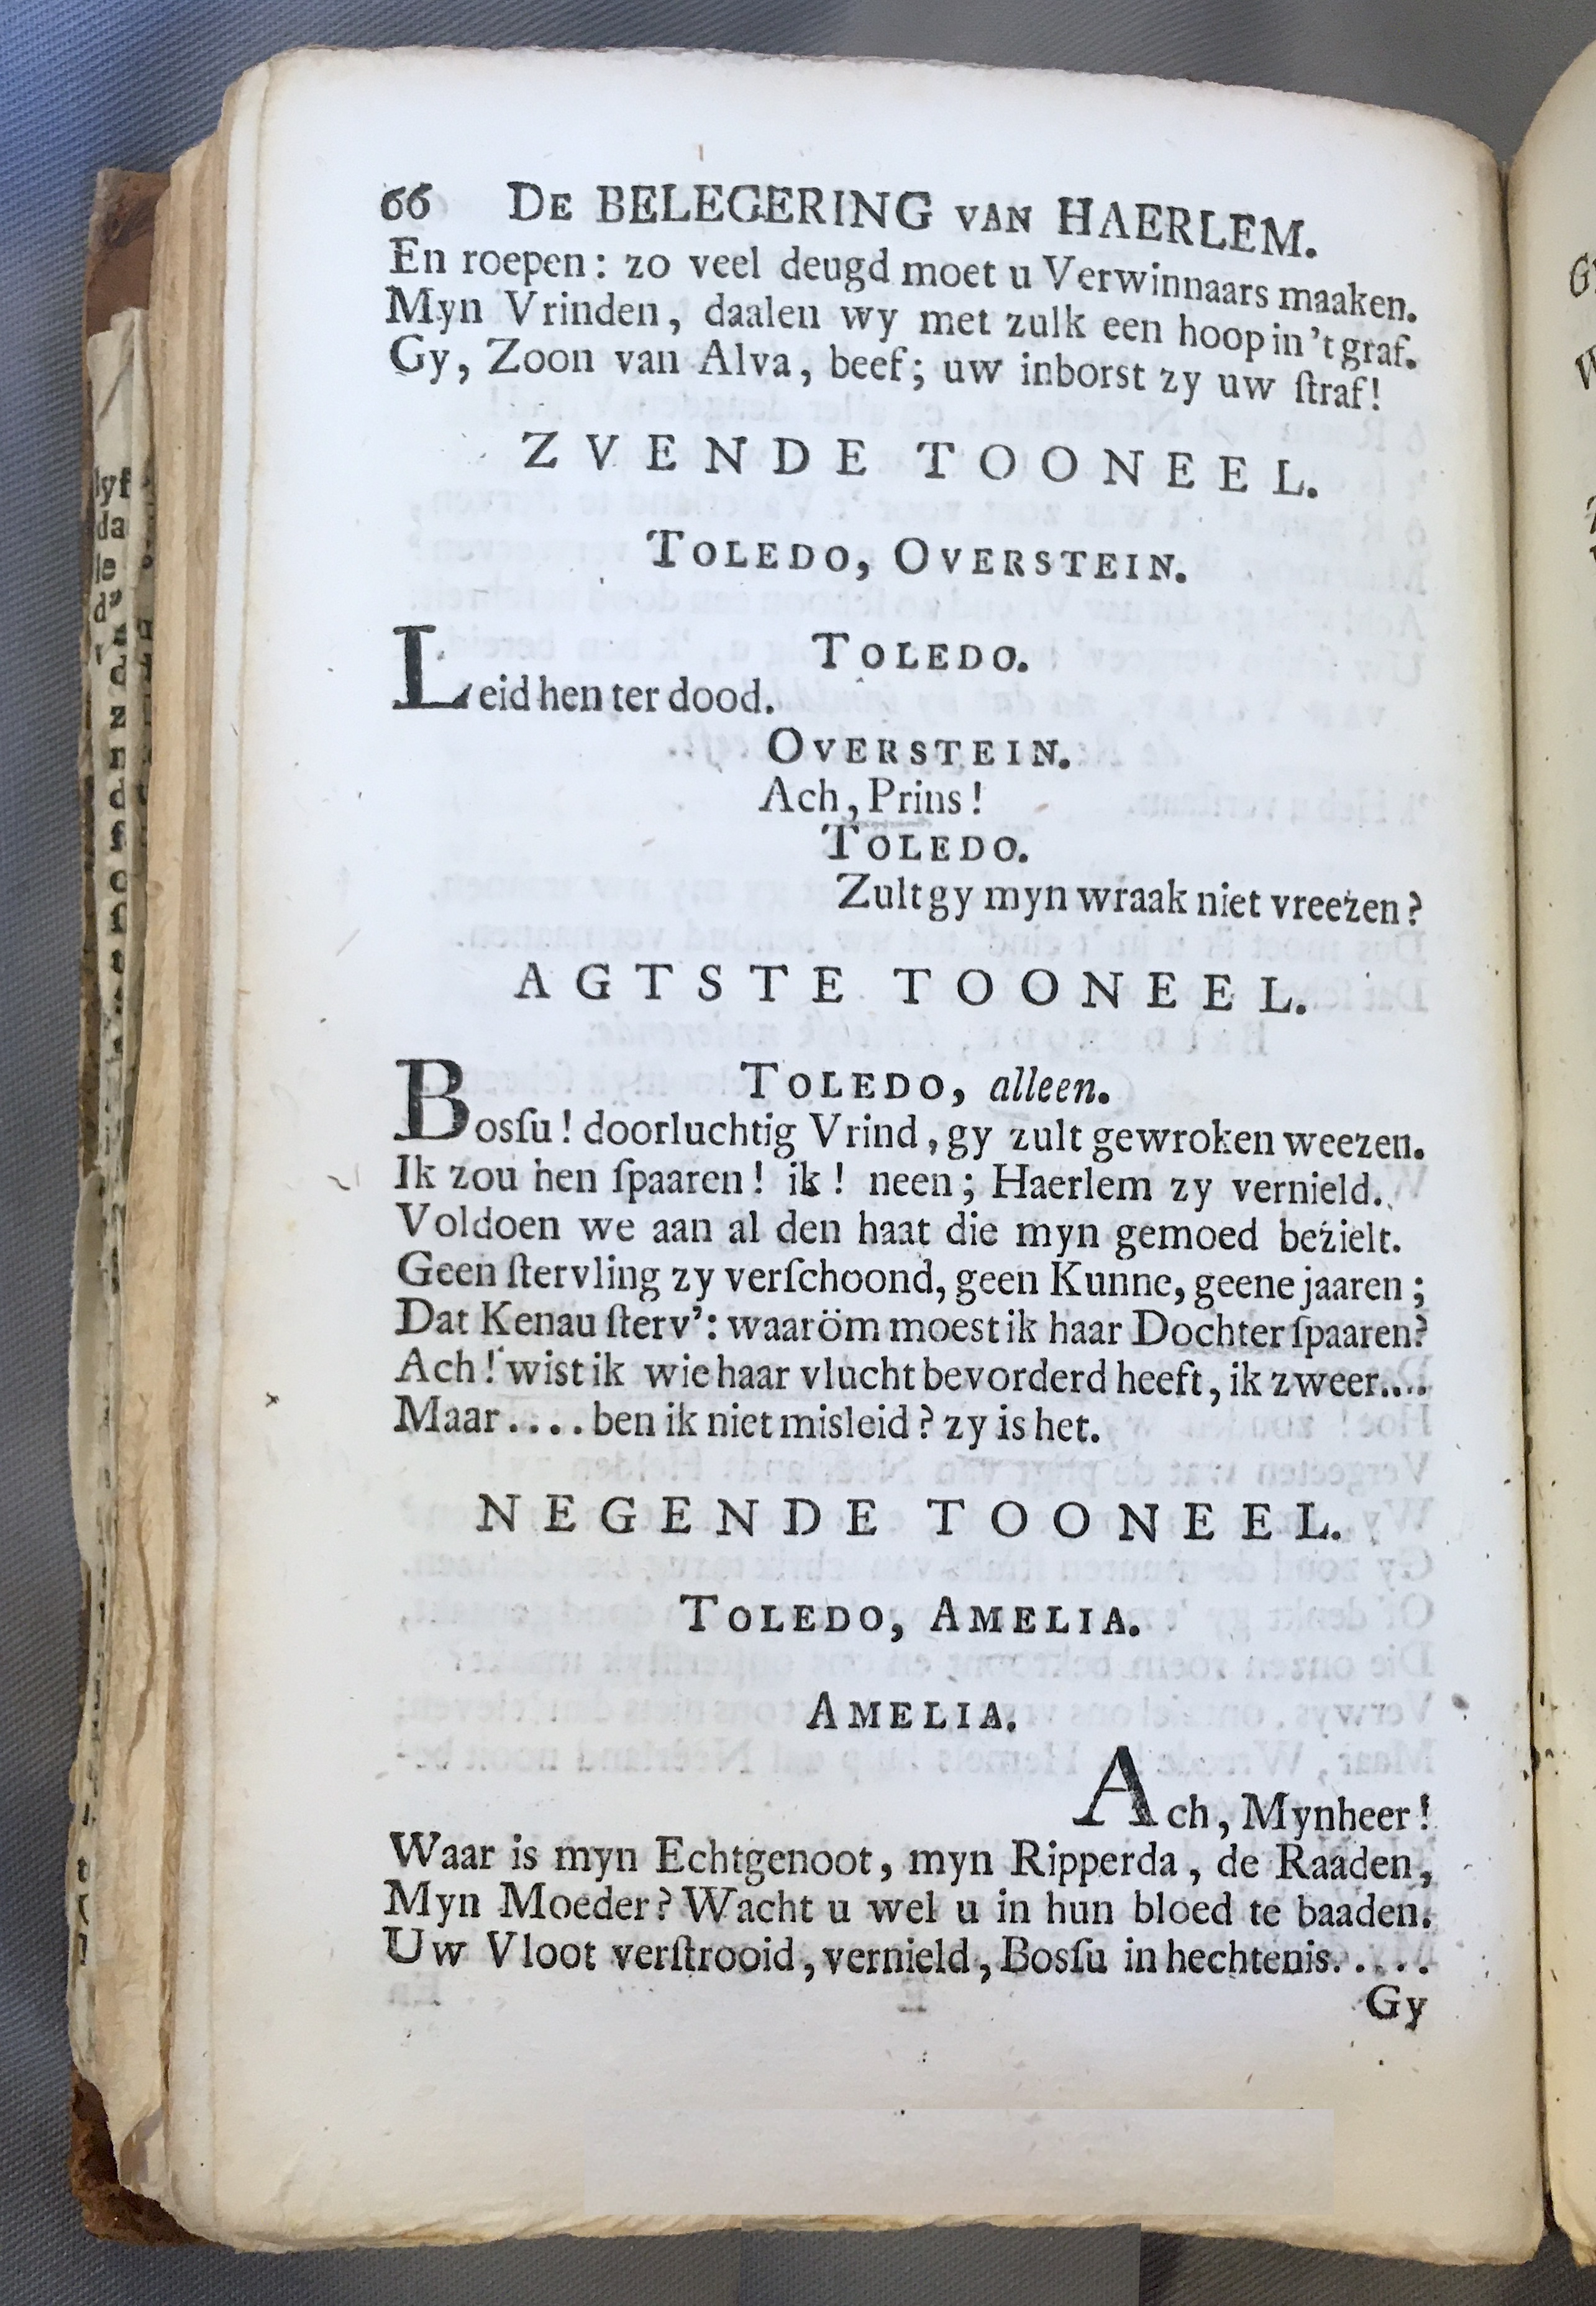 66 DE BELEGERING VAN HAERLEM.
En roepen: zo veel deugd moet u Verwinnaars maaken.
Myn Vrinden, daalen wy met zulk een hoop in 't graf.
Gy, Zoon van Alva, beef; uw inborst zy uw ſtraf!
ZVENDE TOONEEL.
TOLEDO, OVERSTEIN.
TOLEDO.
Leid hen ter dood.
OVERSTEIN.
Ach, Prins!
TOLEDO.
Zult gy myn wraak niet vreezen?
AGTSTE TOONEEL.
TOLEDO, alleen.
Bosſu! doorluchtig Vrind, gy zult gewroken weezen.
Ik zou hen ſpaaren! ik! neen; Haerlem zy vernield.
Voldoen we aan al den haat die myn gemoed bezielt.
Geen ſtervling zy verſchoond, geen Kunne, geene jaaren;
Dat Kenau ſterv': waaröm moest ik haar Dochter ſpaaren?
Ach! wist ik wie haar vlucht bevorderd heeft, ik zweer....
Maar.... ben ik niet misleid? zy is het.
NEGENDE TOONEEL.
TOLEDO, AMELIA.
AMELIA.
Ach, Mynheer!
Waar is myn Echtgenoot, myn Ripperda, de Raaden,
Myn Moeder? Wacht u wel u in hun bloed te baaden.
Uw Vloot verſtrooid, vernield, Bosſu in hechtenis.....
Gy